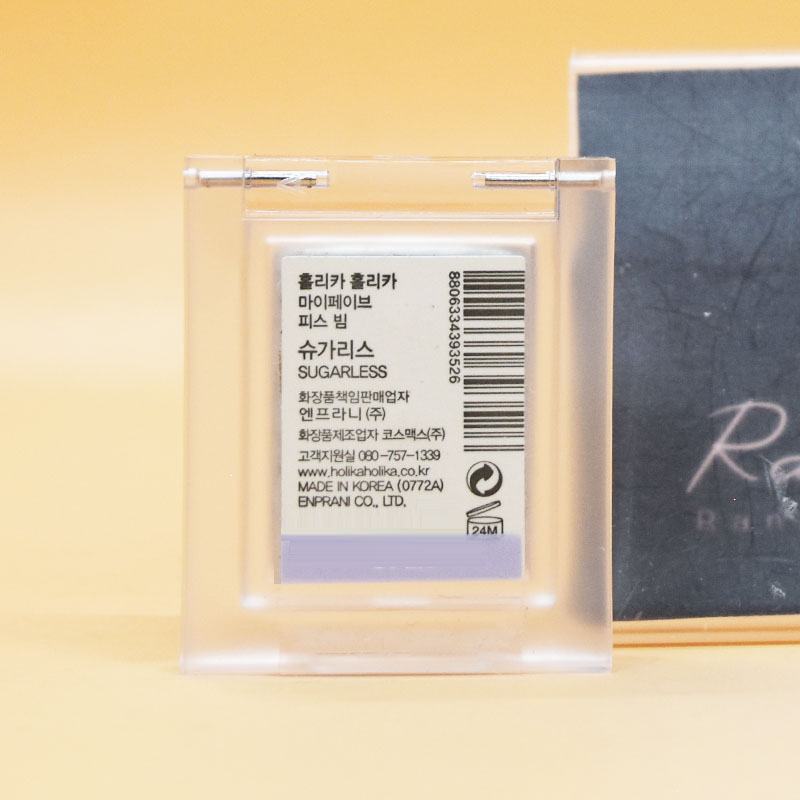 홀리카 홀리카
마이페이브
피스 빔
슈가리스
SUGARLESS
화장품책임판매업자
엔프라니 (주)
화장품제조업자 코스맥스(주)
고객지원실 080-757-1339
www.holikaholika.co.kr
MADE IN KOREA (0772A)
ENPRANI CO., LTD.
8806334393526
24M
Ra
Ran